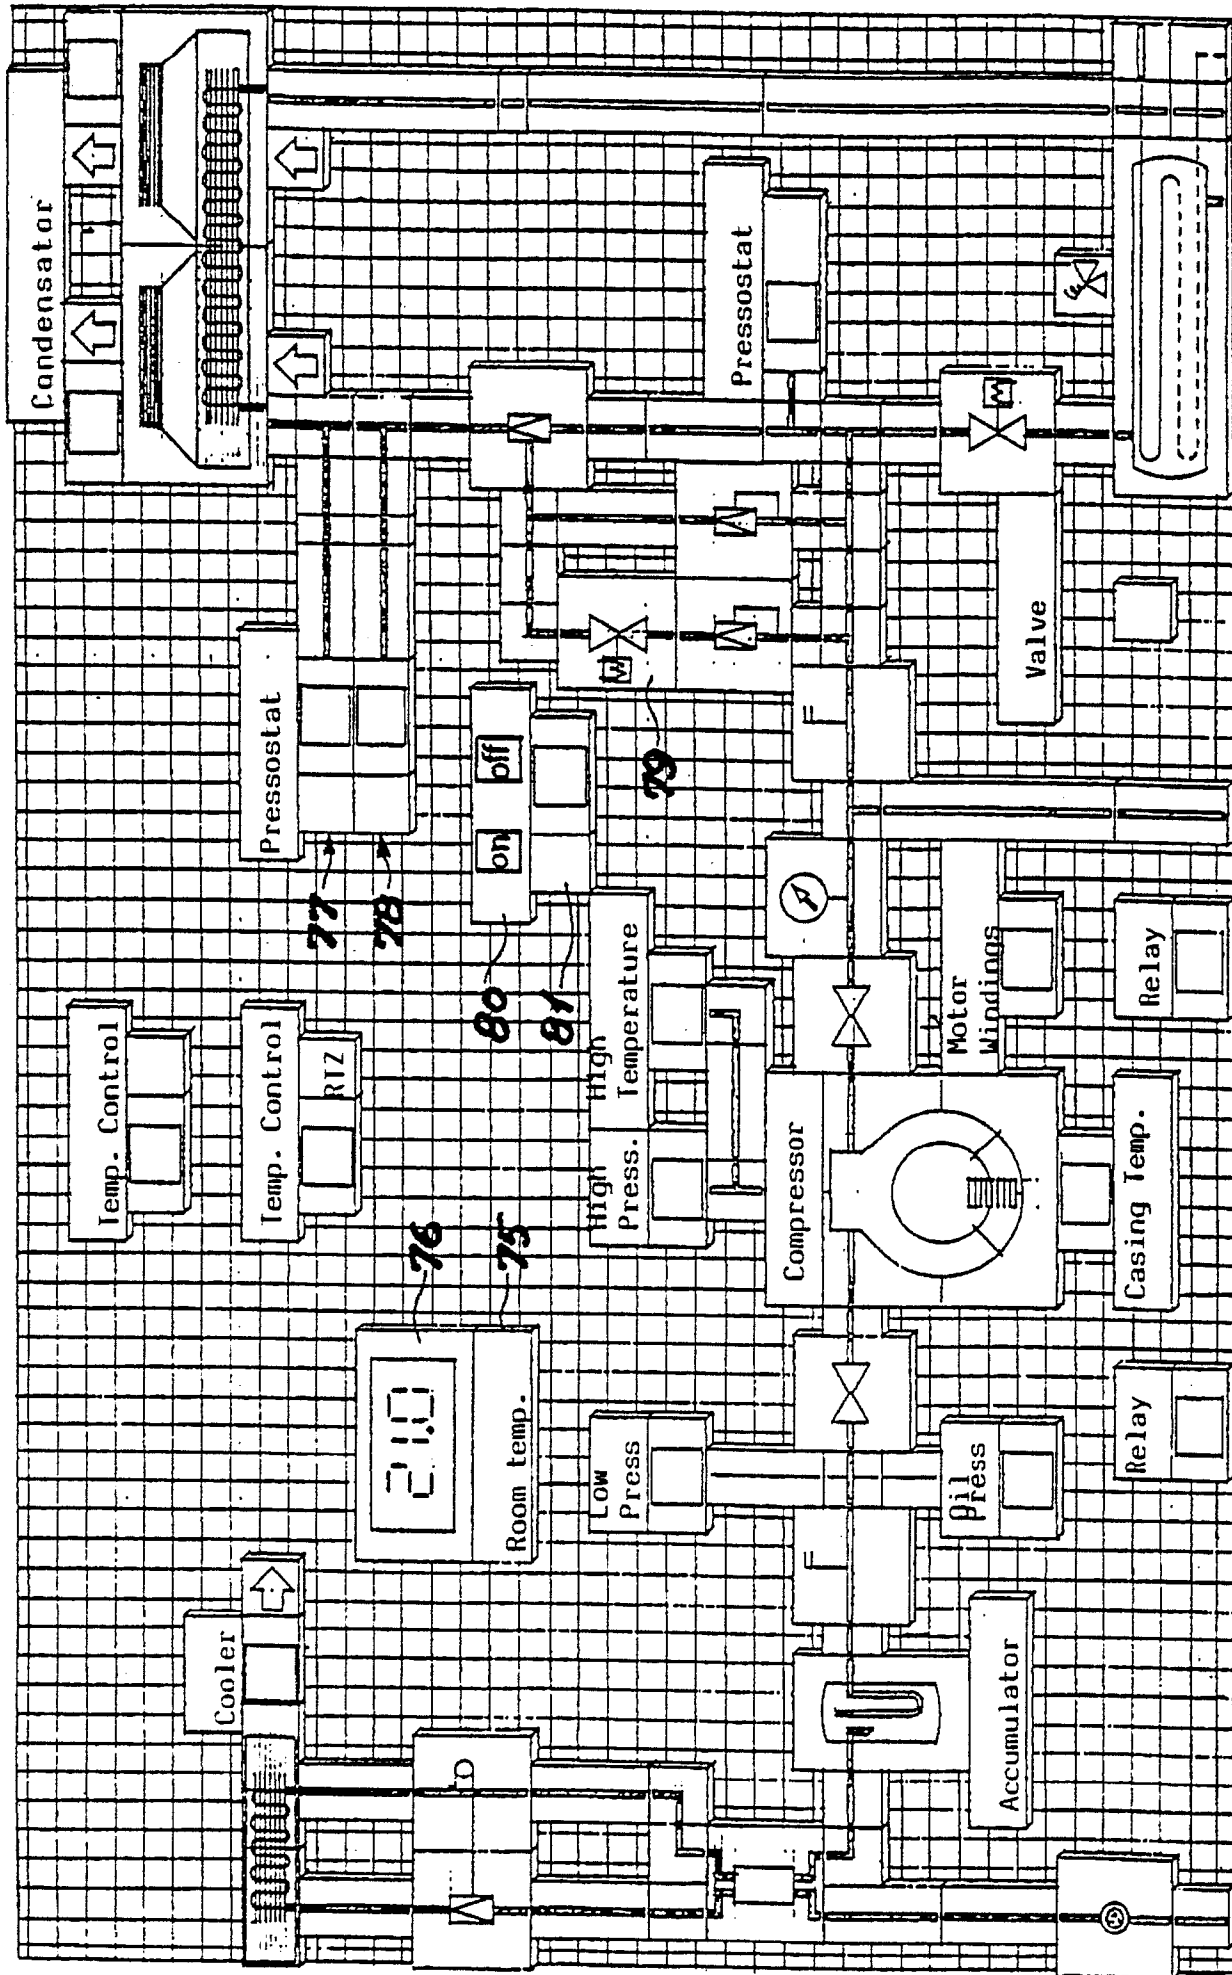 Condensator
Temp. Control
Temp. Control
RTZ
Cooler
21.0
Room temp.
76
75
Pressostat
77
78
on
off
80
81
79
Pressostat
High
Temperature
High
Press.
Low
Press
F
F
Compressor
Valve
Motor
Windings
Oil
Press
Accumulator
Casing Temp.
Relay
Relay